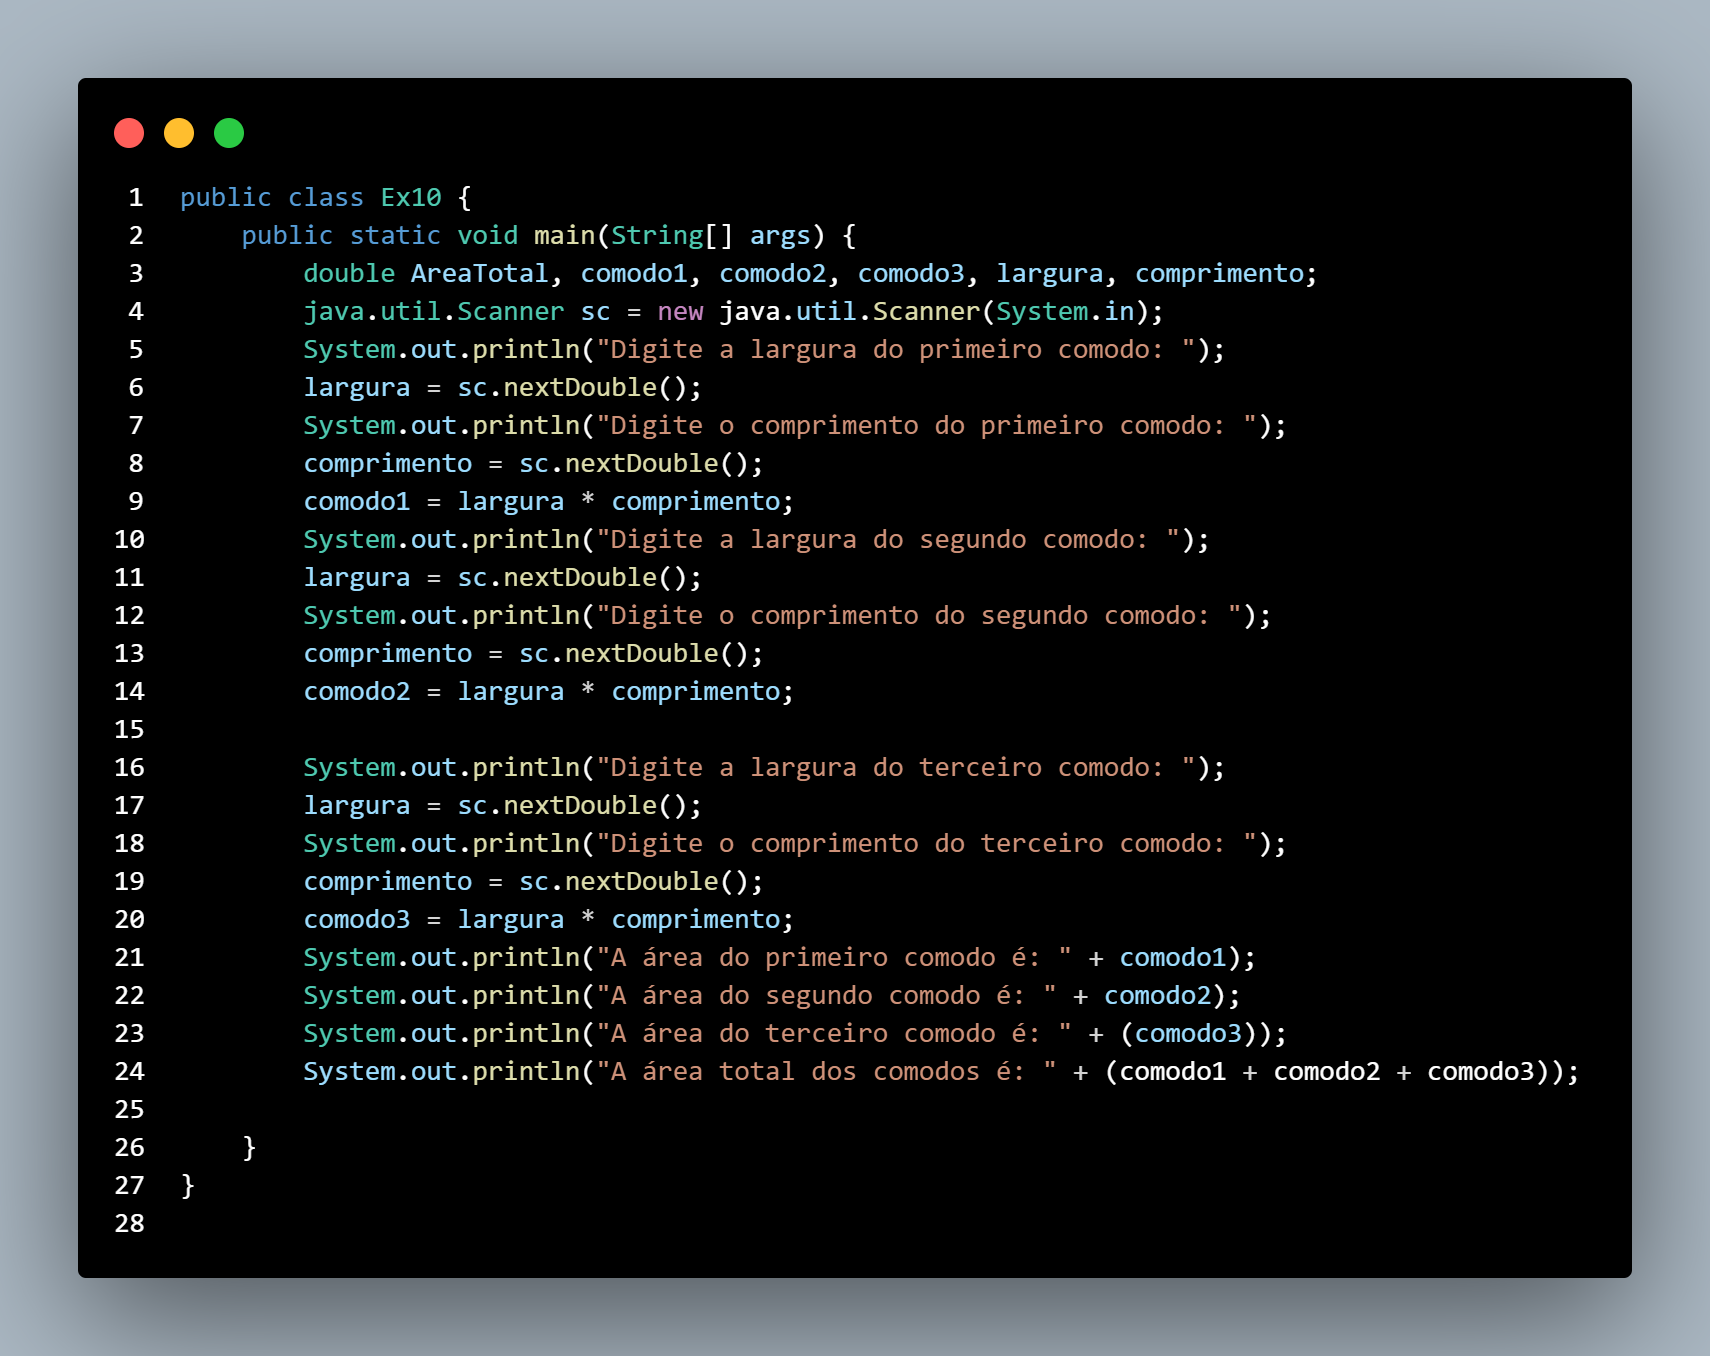 1 public class Ex10 {
2     public static void main(String[] args) {
3         double AreaTotal, comodo1, comodo2, comodo3, largura, comprimento;
4         java.util.Scanner sc = new java.util.Scanner(System.in);
5         System.out.println("Digite a largura do primeiro comodo: ");
6         largura = sc.nextDouble();
7         System.out.println("Digite o comprimento do primeiro comodo: ");
8         comprimento = sc.nextDouble();
9         comodo1 = largura * comprimento;
10         System.out.println("Digite a largura do segundo comodo: ");
11         largura = sc.nextDouble();
12         System.out.println("Digite o comprimento do segundo comodo: ");
13         comprimento = sc.nextDouble();
14         comodo2 = largura * comprimento;
15
16         System.out.println("Digite a largura do terceiro comodo: ");
17         largura = sc.nextDouble();
18         System.out.println("Digite o comprimento do terceiro comodo: ");
19         comprimento = sc.nextDouble();
20         comodo3 = largura * comprimento;
21         System.out.println("A área do primeiro comodo é: " + comodo1);
22         System.out.println("A área do segundo comodo é: " + comodo2);
23         System.out.println("A área do terceiro comodo é: " + (comodo3));
24         System.out.println("A área total dos comodos é: " + (comodo1 + comodo2 + comodo3));
25
26     }
27 }
28